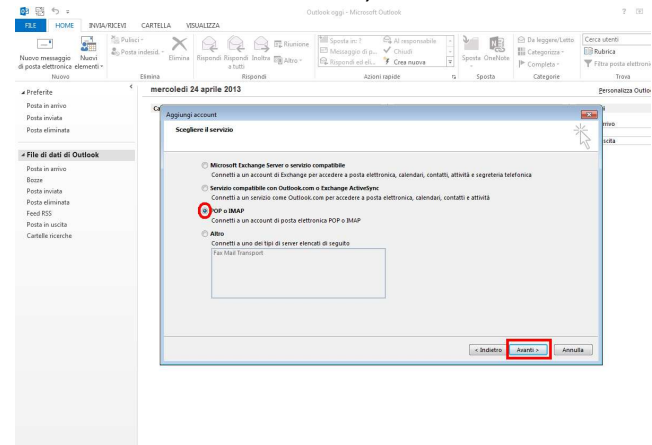 Outlook oggi - Microsoft Outlook
FILE HOME INVIA/RICEVI CARTELLA VISUALIZZA
Nuovo messaggio di posta elettronica
Nuovi elementi
Nuovo
Pulisci
Posta indesid.
Elimina
Elimina
Rispondi
Rispondi a tutti
Inoltra
Riunione
Altro
Rispondi
Sposta in: ?
Messaggio di p...
Rispondi ed eli...
Al responsabile
Chiudi
Crea nuova
Azioni rapide
Sposta
OneNote
Sposta
Da leggere/Letto
Categorizza
Completa
Categorie
Cerca utenti
Rubrica
Filtra posta elettroni
Trova
Preferite
Posta in arrivo
Posta inviata
Posta eliminata
File di dati di Outlook
Posta in arrivo
Bozze
Posta inviata
Posta eliminata
Feed RSS
Posta in uscita
Cartelle ricerche
mercoledì 24 aprile 2013
Personalizza Outlo
Ca
Aggiungi account
Scegliere il servizio
Microsoft Exchange Server o servizio compatibile
Connetti a un account di Exchange per accedere a posta elettronica, calendari, contatti, attività e segreteria telefonica
Servizio compatibile con Outlook.com o Exchange ActiveSync
Connetti a un servizio come Outlook.com per accedere a posta elettronica, calendari, contatti e attività
POP o IMAP
Connetti a un account di posta elettronica POP o IMAP
Altro
Connetti a uno dei tipi di server elencati di seguito
Fax Mail Transport
< Indietro Avanti > Annulla
rrivo
scita